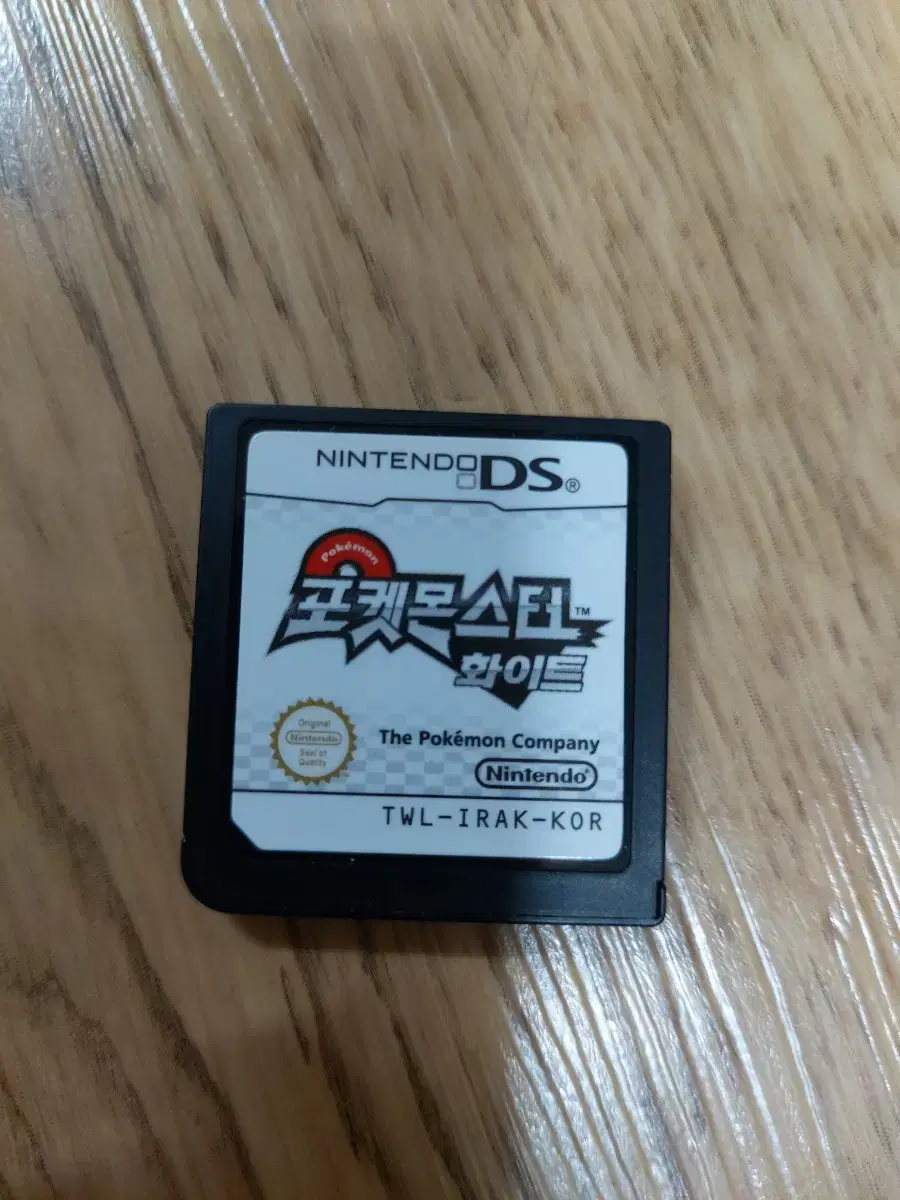 NINTENDO DS®
Pokémon
포켓몬스터™
화이트
Original
Nintendo
Seal of
Quality
The Pokémon Company
Nintendo®
TWL-IRAK-KOR